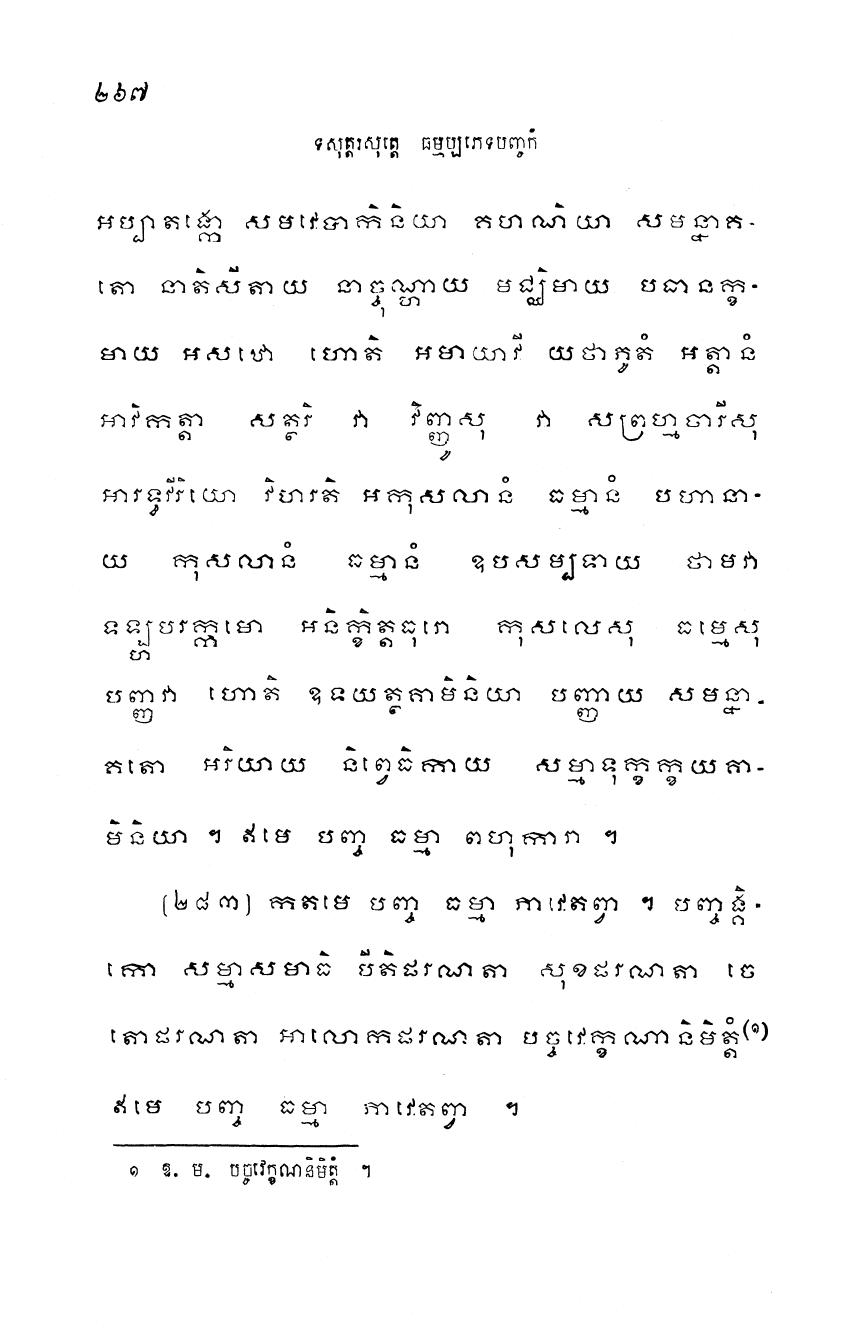 ២៦៧
ទសុត្តរសុត្តេ ធម្មប្បភេទបញ្ចកំ
អប្បាតង្កោ សមវេបាកិនិយា គហណិយា សមន្នាគ-
តោ នាតិសីតាយ នាច្ចុណ្ហាយ មជ្ឈិមាយ បធានក្ខ-
មាយ អសឋោ ហោតិ អមាយាវី យថាភូតំ អត្តានំ
អាវិកត្តា សត្ថរិ វា វិញ្ញូសុ វា សព្រហ្មចារីសុ
អារទ្ធវីរិយោ វិហរតិ អកុសលានំ ធម្មានំ បហានា-
យ កុសលានំ ធម្មានំ ឧបសម្បទាយ ថាមវា
ទឡ្ហបរក្កមោ អនិក្ខិត្តធុរោ កុសលេសុ ធម្មេសុ
បញ្ញវា ហោតិ ឧទយត្ថគាមិនិយា បញ្ញាយ សមន្នា-
គតោ អរិយាយ និព្វេធិកាយ សម្មាទុក្ខក្ខយគា-
មិនិយា ។ ឥមេ បញ្ច ធម្មា ពហុការា ។
[២៨៣] កតមេ បញ្ច ធម្មា ភាវេតព្វា ។ បញ្ចង្គិ-
កោ សម្មាសមាធិ បីតិផរណតា សុខផរណតា ចេ
តោផរណតា អាលោកផរណតា បច្ចវេក្ខណានិមិត្តំ(១)
ឥមេ បញ្ច ធម្មា ភាវេតព្វា ។
១ ឱ. ម. បច្ចវេក្ខណនិមិត្តំ ។